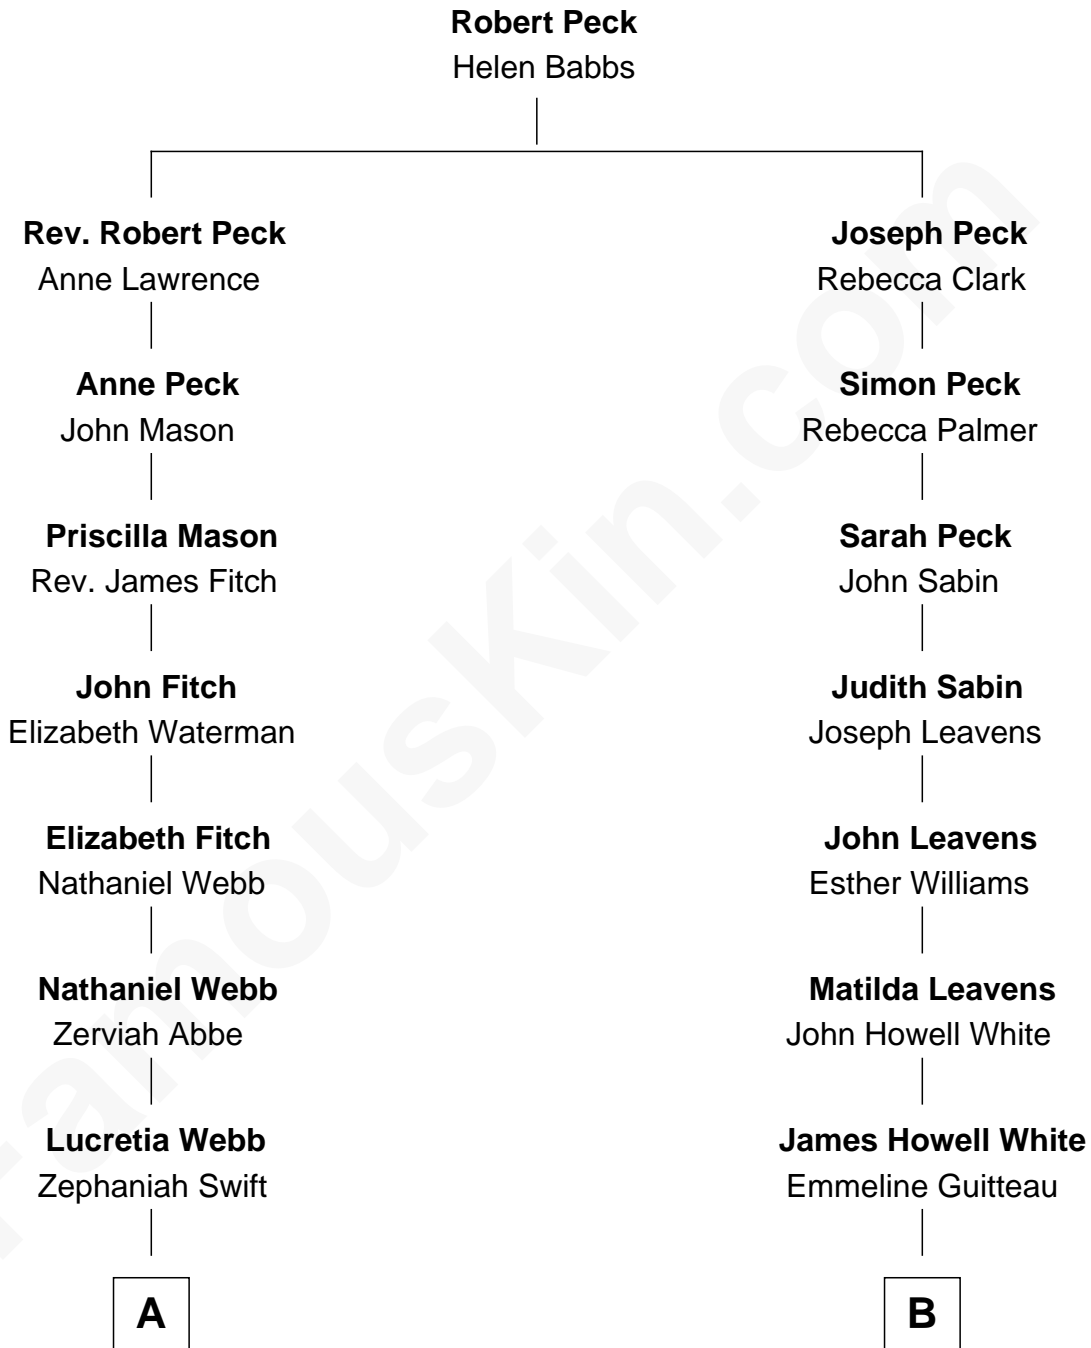 Robert Peck
Helen Babbs
Rev. Robert Peck
Anne Lawrence
Joseph Peck
Rebecca Clark
Anne Peck
John Mason
Simon Peck
Rebecca Palmer
Priscilla Mason
Rev. James Fitch
Sarah Peck
John Sabin
John Fitch
Elizabeth Waterman
Judith Sabin
Joseph Leavens
Elizabeth Fitch
Nathaniel Webb
John Leavens
Esther Williams
Nathaniel Webb
Zerviah Abbe
Matilda Leavens
John Howell White
Lucretia Webb
Zephaniah Swift
James Howell White
Emmeline Guitteau
A
B
FamousKin.com